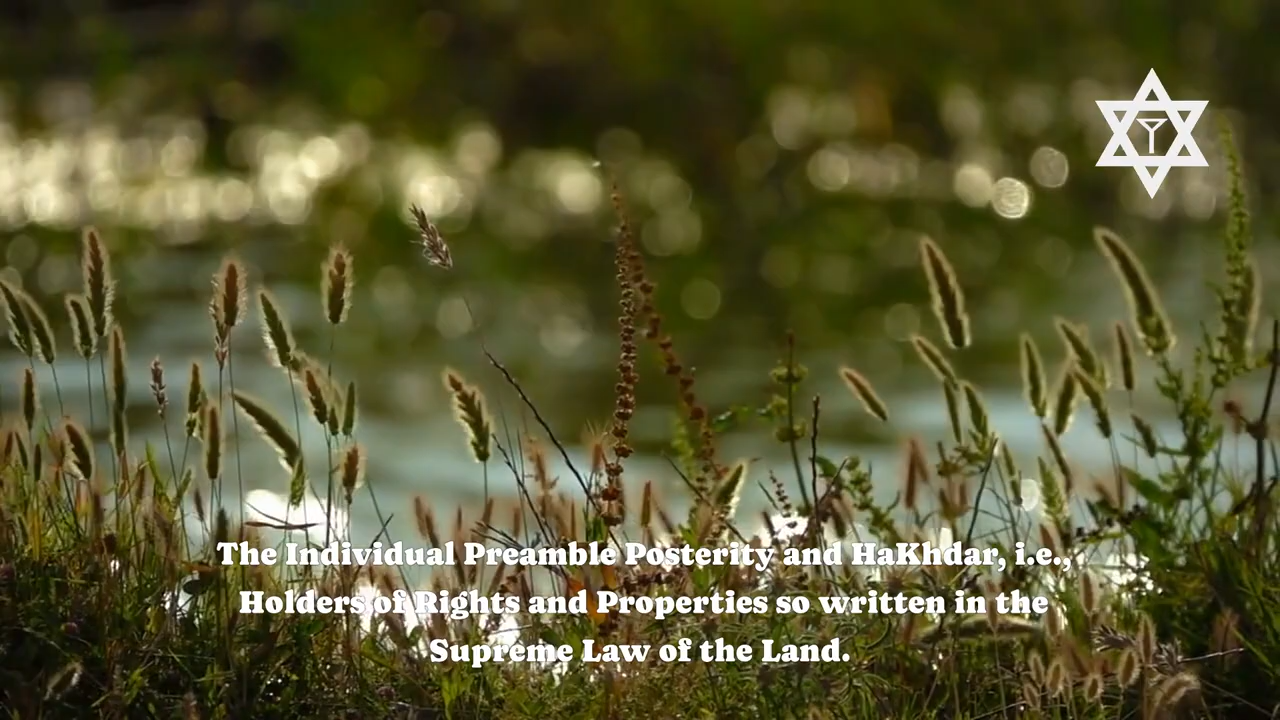 The Individual Preamble Posterity and HaKhdar, i.e.,
Holders of Rights and Properties so written in the
Supreme Law of the Land.